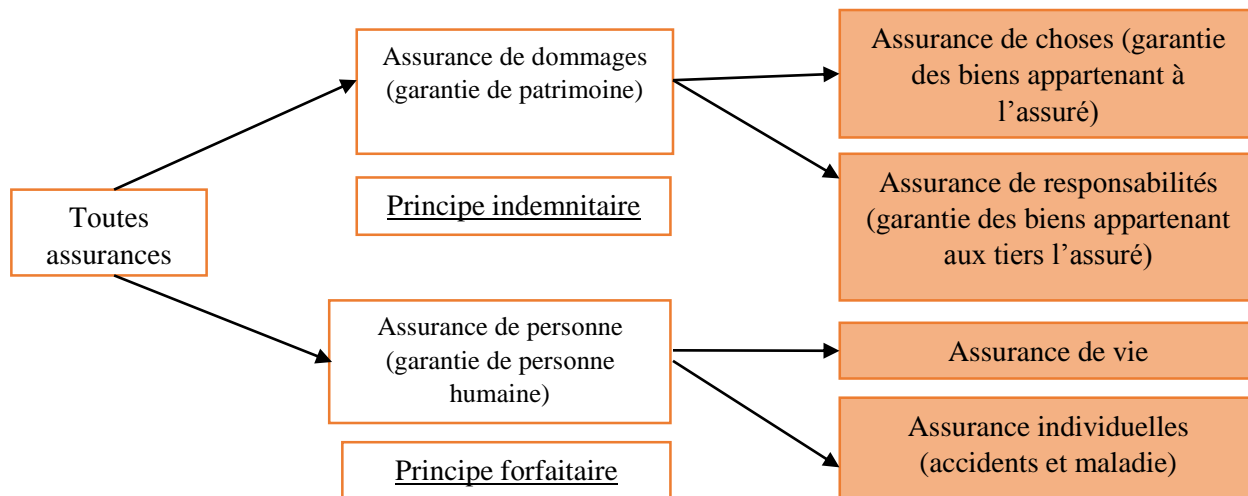 Toutes
assurances
Assurance de dommages
(garantie de patrimoine)
Principe indemnitaire
Assurance de choses (garantie
des biens appartenant à
l’assuré)
Assurance de responsabilités
(garantie des biens appartenant
aux tiers l’assuré)
Assurance de personne
(garantie de personne
humaine)
Principe forfaitaire
Assurance de vie
Assurance individuelles
(accidents et maladie)